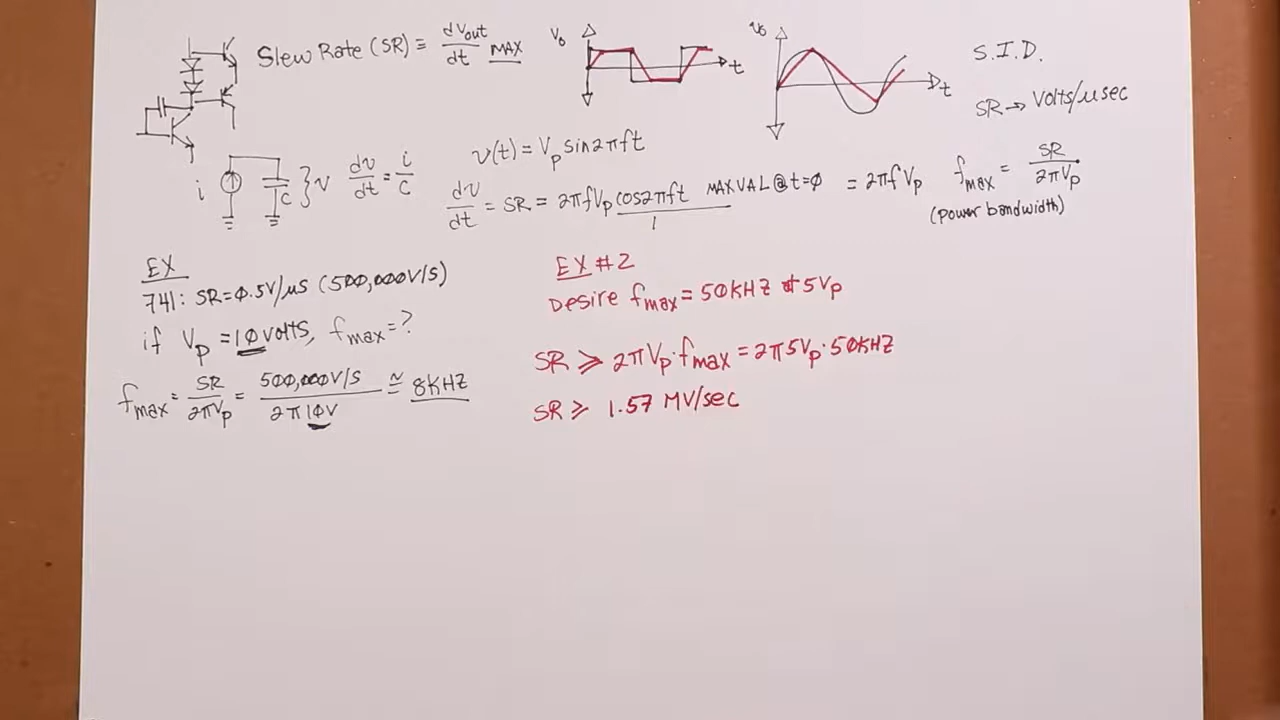 Slew Rate (SR) ≡ dVout/dt MAX
V₀
t
V₀
t
S.I.D.
SR → Volts/μsec
i
C
} v
dv/dt = i/C
v(t) = Vp sin2πft
dv/dt = SR = 2πfVp cos2πft MAX VAL @ t=0 = 2πfVp
1
fmax = SR/2πVp
(power bandwidth)
EX
741: SR=0.5V/μs (500,000V/S)
if Vp = 10 volts, fmax = ?
fmax = SR/2πVp = 500,000V/S / 2π10V ≅ 8KHZ
EX #2
Desire fmax = 50KHZ @ 5Vp
SR ≥ 2πVp·fmax = 2π5Vp·50KHZ
SR ≥ 1.57 MV/sec